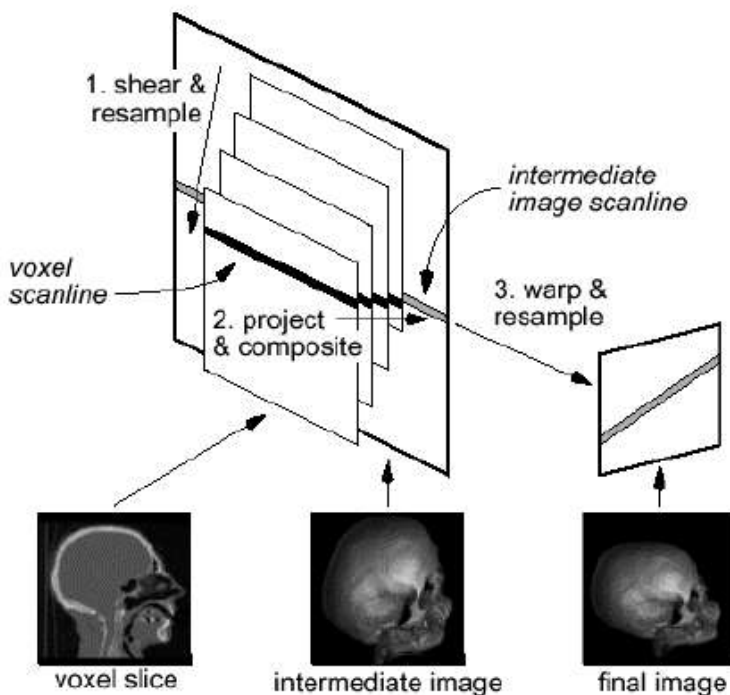 1. shear &
resample
intermediate
image scanline
voxel
scanline
2. project
& composite
3. warp &
resample
voxel slice
intermediate image
final image